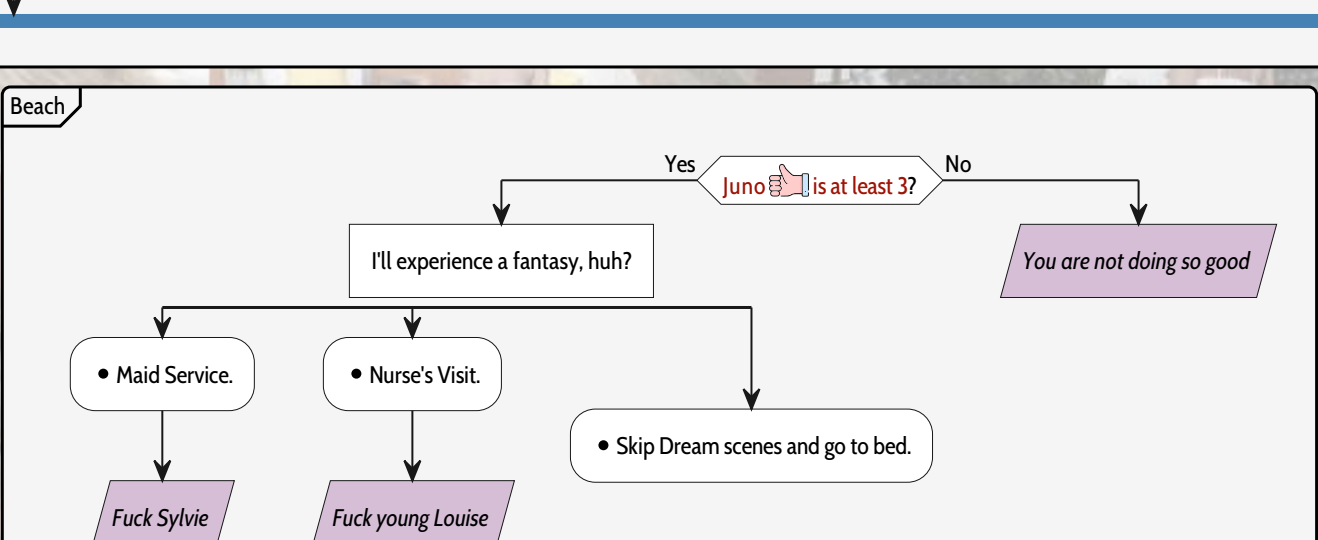 Beach
Yes
Juno is at least 3?
No
I'll experience a fantasy, huh?
You are not doing so good
• Maid Service.
• Nurse's Visit.
• Skip Dream scenes and go to bed.
Fuck Sylvie
Fuck young Louise